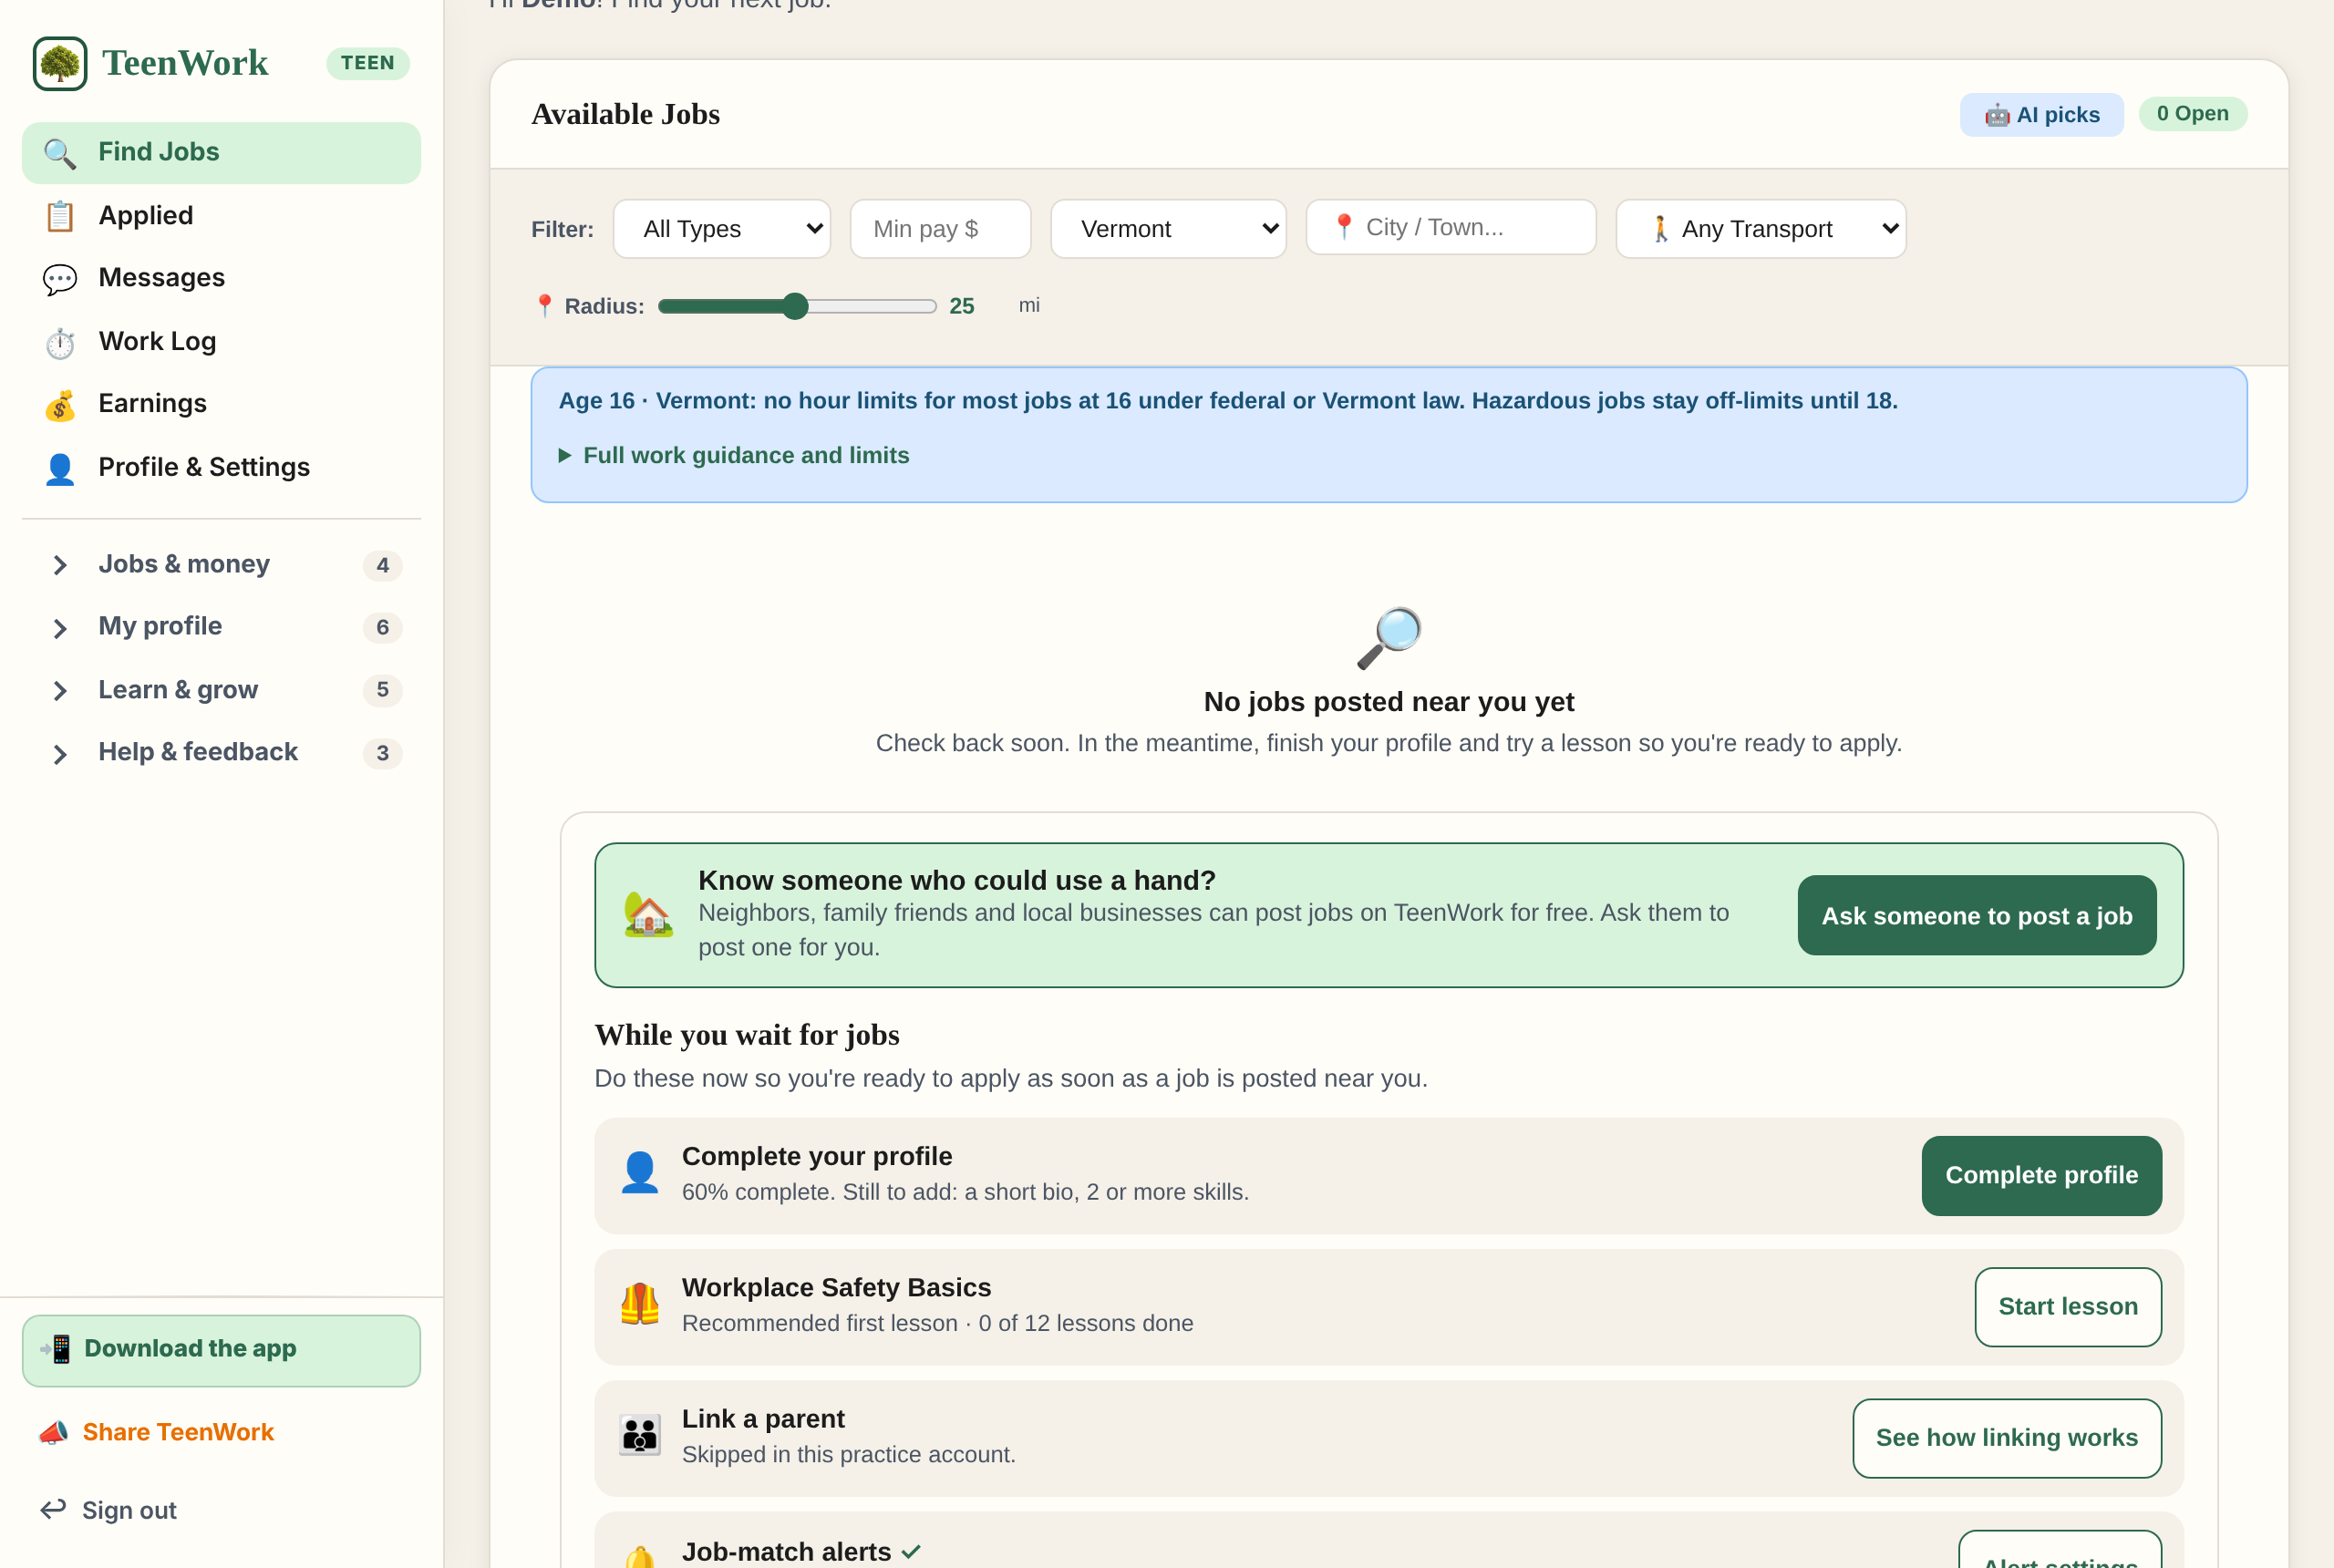 TeenWork
TEEN
Find Jobs
Applied
Messages
Work Log
Earnings
Profile & Settings
Jobs & money 4
My profile 6
Learn & grow 5
Help & feedback 3
Download the app
Share TeenWork
Sign out
Hi Demo! Find your next job.
Available Jobs
AI picks
0 Open
Filter:
All Types
Min pay $
Vermont
City / Town...
Any Transport
Radius: 25 mi
Age 16 · Vermont: no hour limits for most jobs at 16 under federal or Vermont law. Hazardous jobs stay off-limits until 18.
Full work guidance and limits
No jobs posted near you yet
Check back soon. In the meantime, finish your profile and try a lesson so you're ready to apply.
Know someone who could use a hand?
Neighbors, family friends and local businesses can post jobs on TeenWork for free. Ask them to
post one for you.
Ask someone to post a job
While you wait for jobs
Do these now so you're ready to apply as soon as a job is posted near you.
Complete your profile
60% complete. Still to add: a short bio, 2 or more skills.
Complete profile
Workplace Safety Basics
Recommended first lesson · 0 of 12 lessons done
Start lesson
Link a parent
Skipped in this practice account.
See how linking works
Job-match alerts ✓
Alert settings